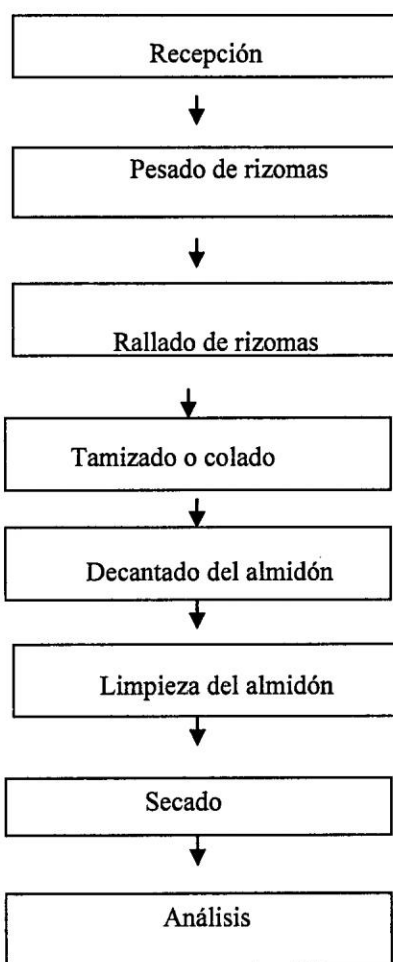 Recepción
Pesado de rizomas
Rallado de rizomas
Tamizado o colado
Decantado del almidón
Limpieza del almidón
Secado
Análisis